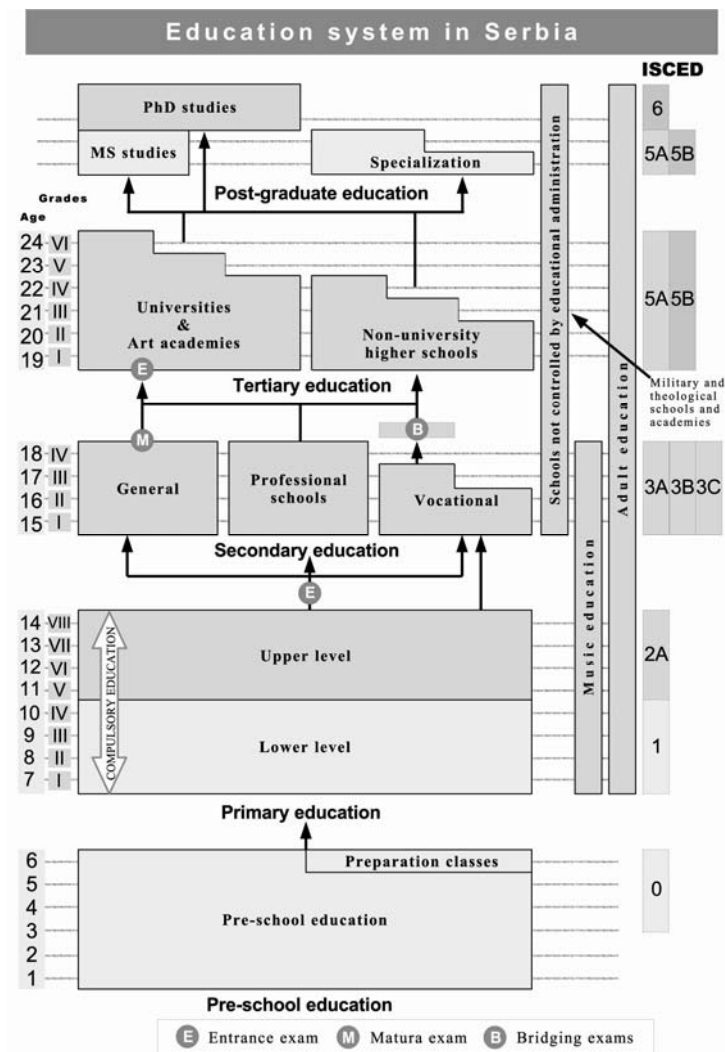 Education system in Serbia
ISCED
PhD studies
6
MS studies
Specialization
5A 5B
Post-graduate education
Grades
Age
24 VI
23 V
22 IV
21 III
20 II
19 I
Universities
&
Art academies
Non-university
higher schools
5A 5B
E
Tertiary education
Military and
theological
schools and
academies
M
B
18 IV
17 III
16 II
15 I
General
Professional
schools
Vocational
3A 3B 3C
Schools not controlled by educational administration
Adult education
Music education
Secondary education
E
14 VIII
13 VII
12 VI
11 V
10 IV
9 III
8 II
7 I
COMPULSORY EDUCATION
Upper level
2A
Lower level
1
Primary education
6
5
4
3
2
1
Preparation classes
Pre-school education
0
Pre-school education
E Entrance exam M Matura exam B Bridging exams